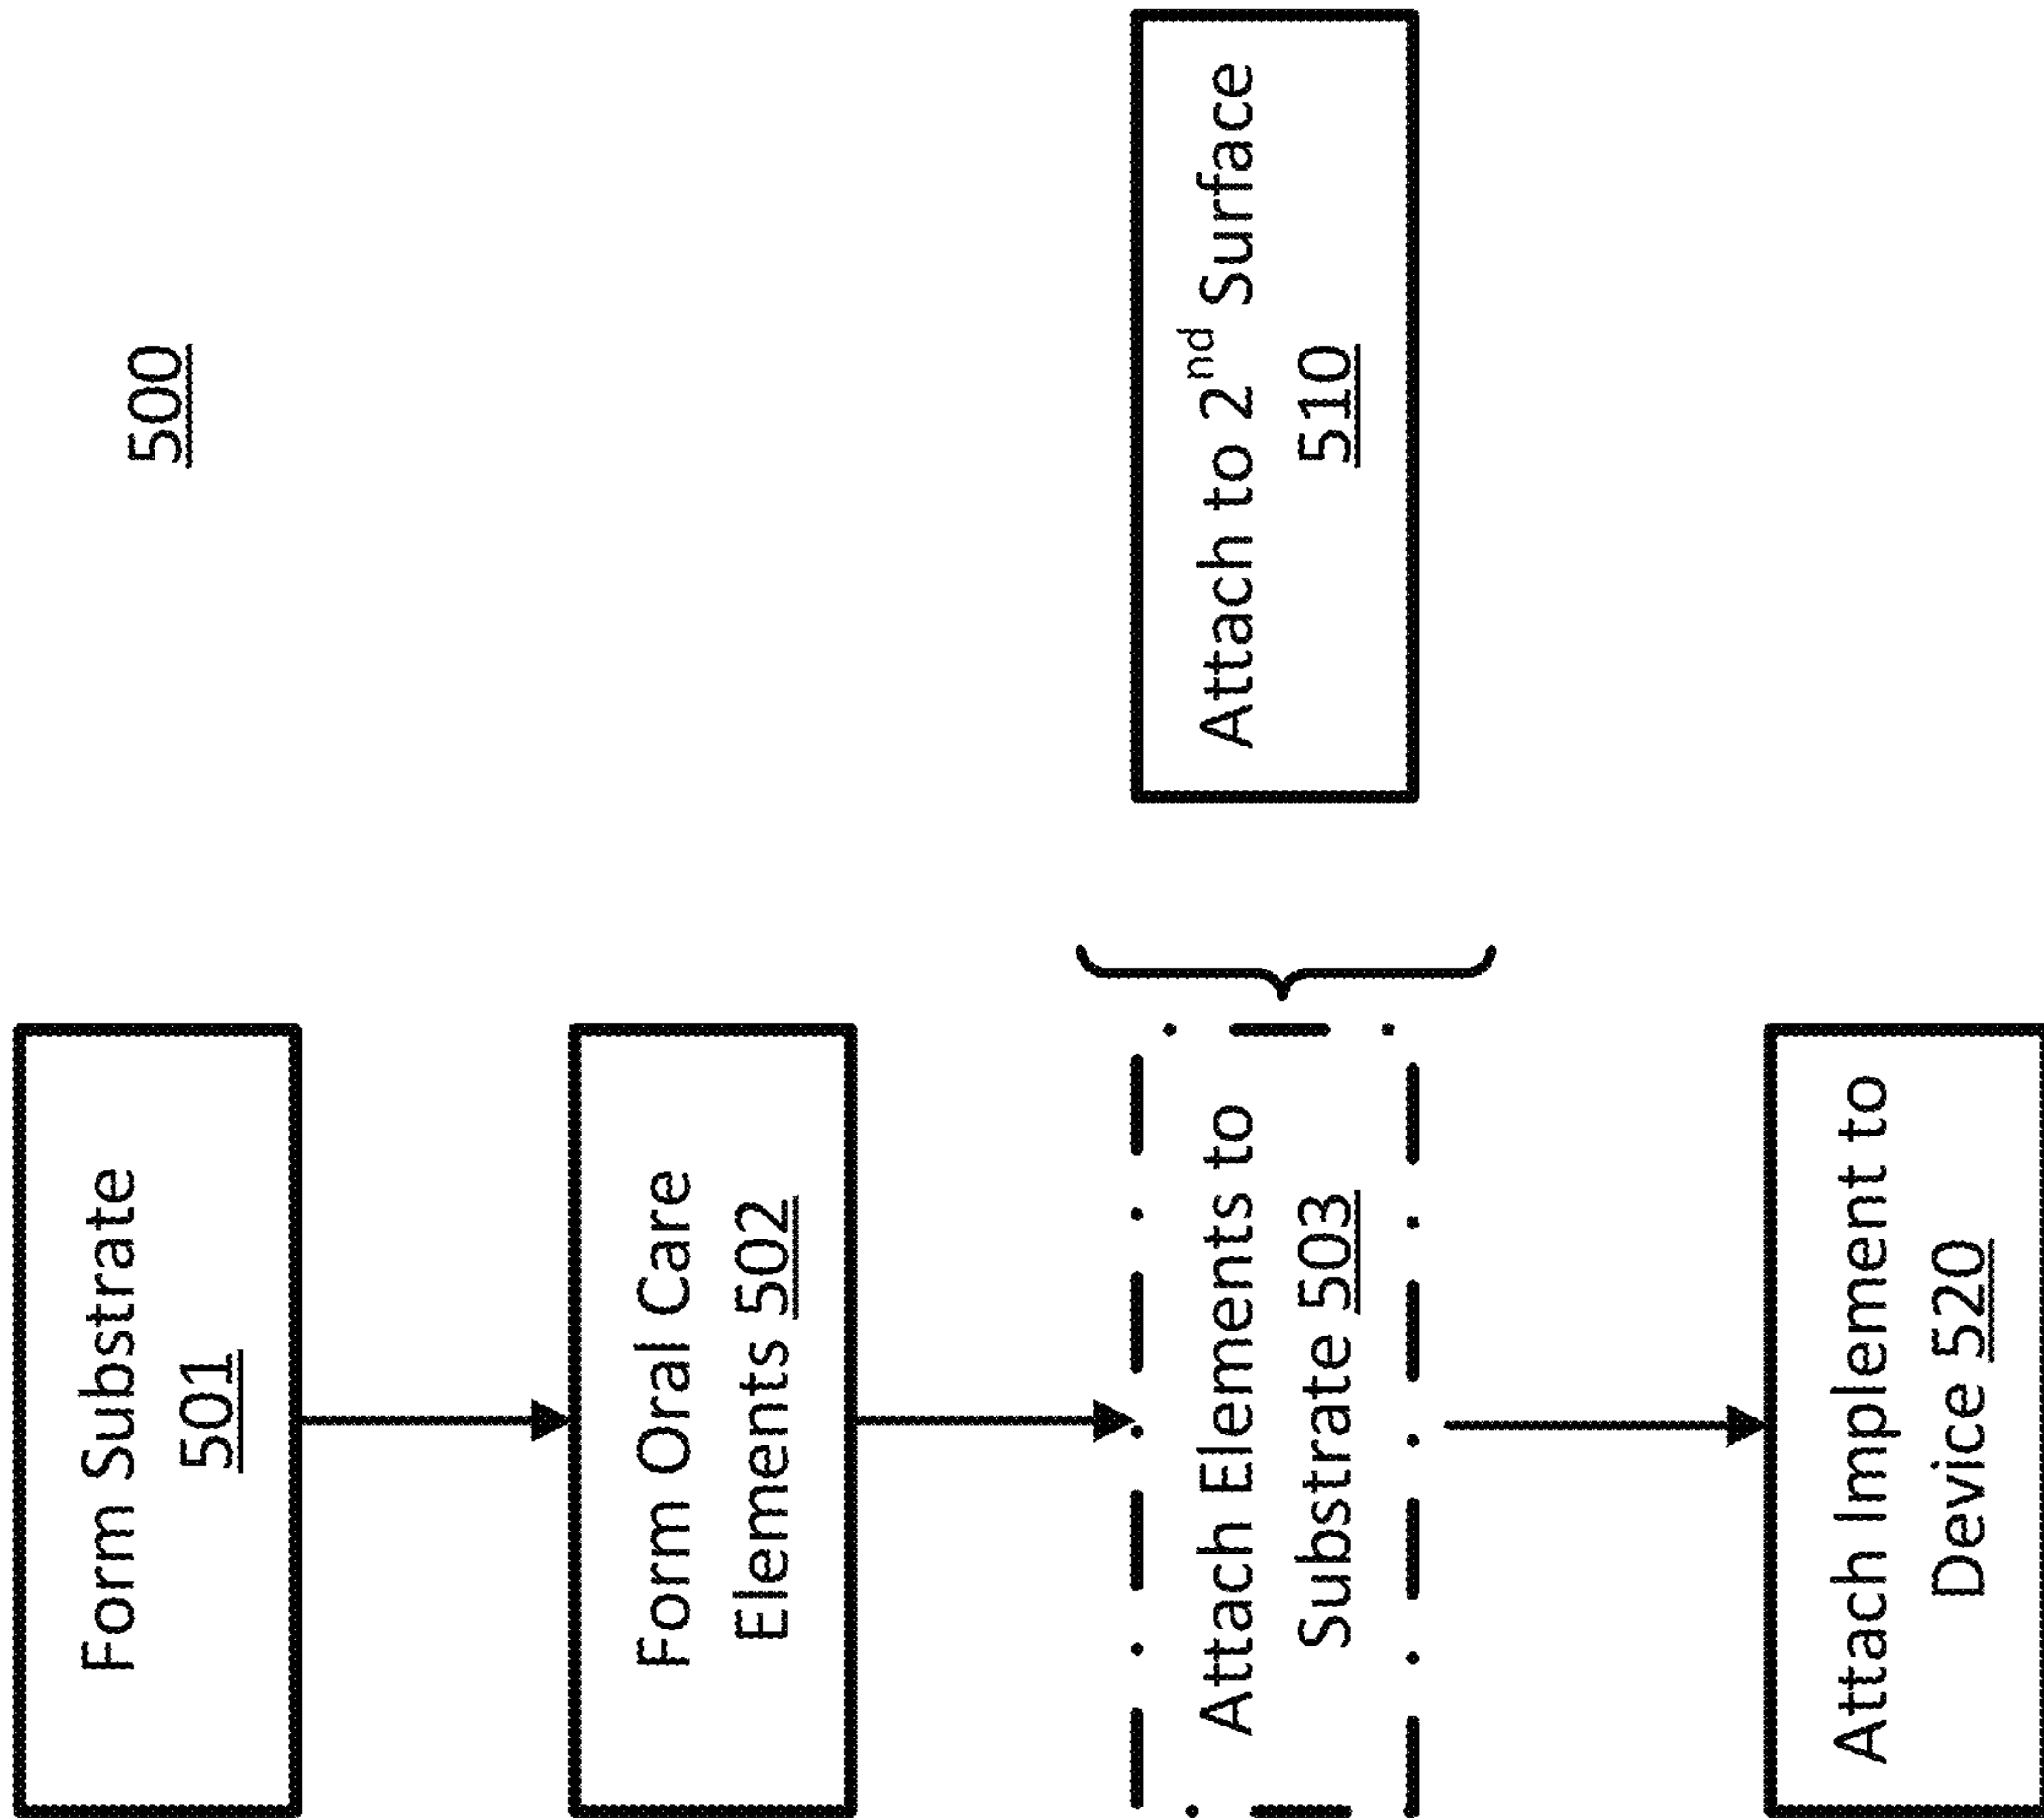 500
Form Substrate
501
Form Oral Care
Elements 502
Attach Elements to
Substrate 503
Attach to 2nd Surface
510
Attach Implement to
Device 520